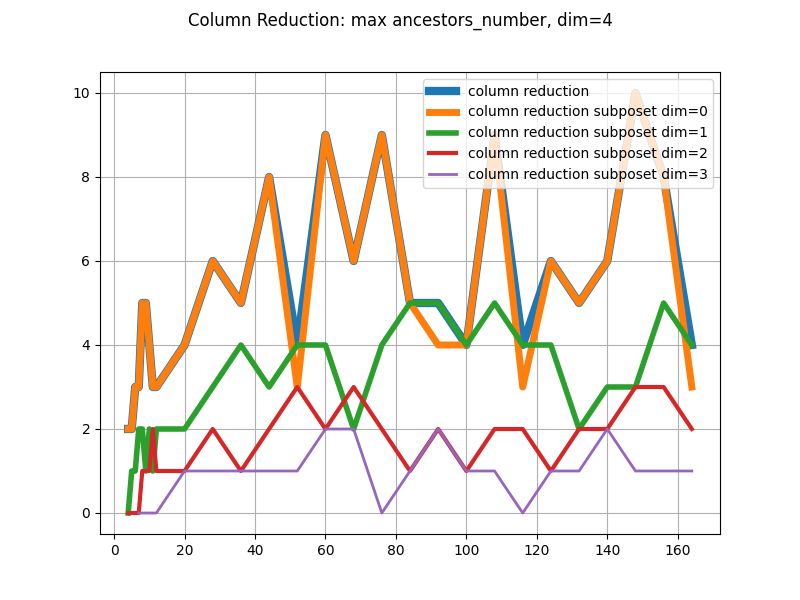 Column Reduction: max ancestors_number, dim=4
column reduction
column reduction subposet dim=0
column reduction subposet dim=1
column reduction subposet dim=2
column reduction subposet dim=3
10
8
6
4
2
0
0 20 40 60 80 100 120 140 160